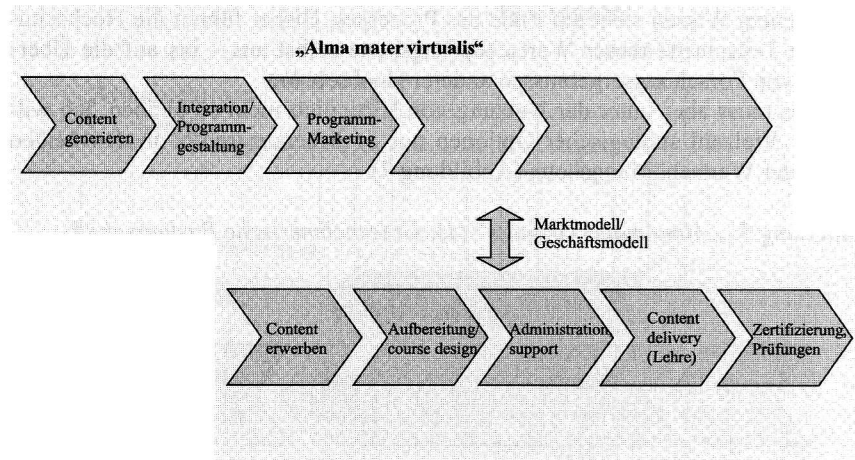 „Alma mater virtualis“
Content
generieren
Integration/
Programm-
gestaltung
Programm-
Marketing
Marktmodell/
Geschäftsmodell
Content
erwerben
Aufbereitung/
course design
Administration,
support
Content
delivery
(Lehre)
Zertifizierung,
Prüfungen